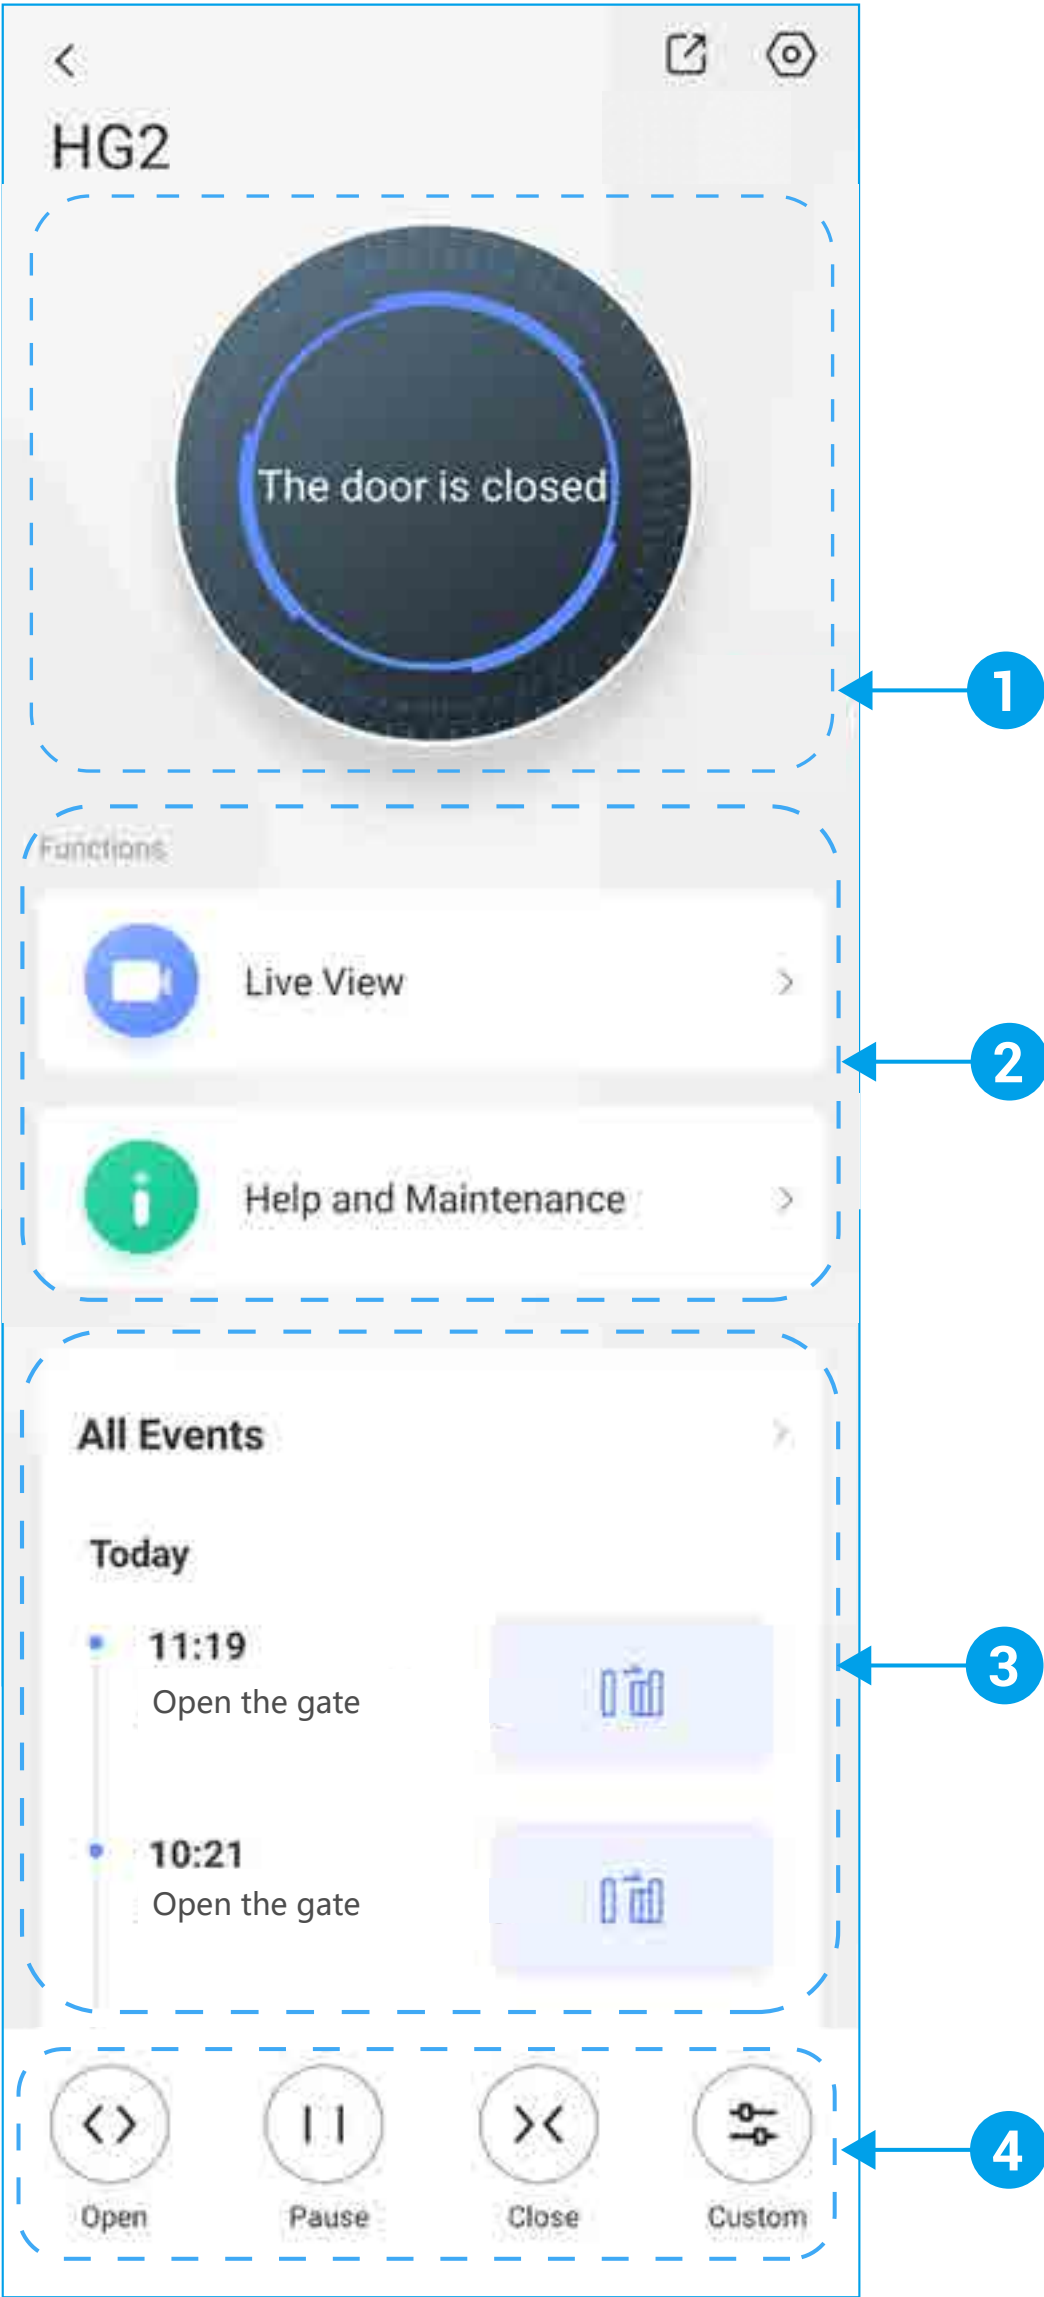 HG2
The door is closed
1
Functions
Live View
2
Help and Maintenance
All Events
Today
11:19
Open the gate
3
10:21
Open the gate
Open Pause Close Custom
4